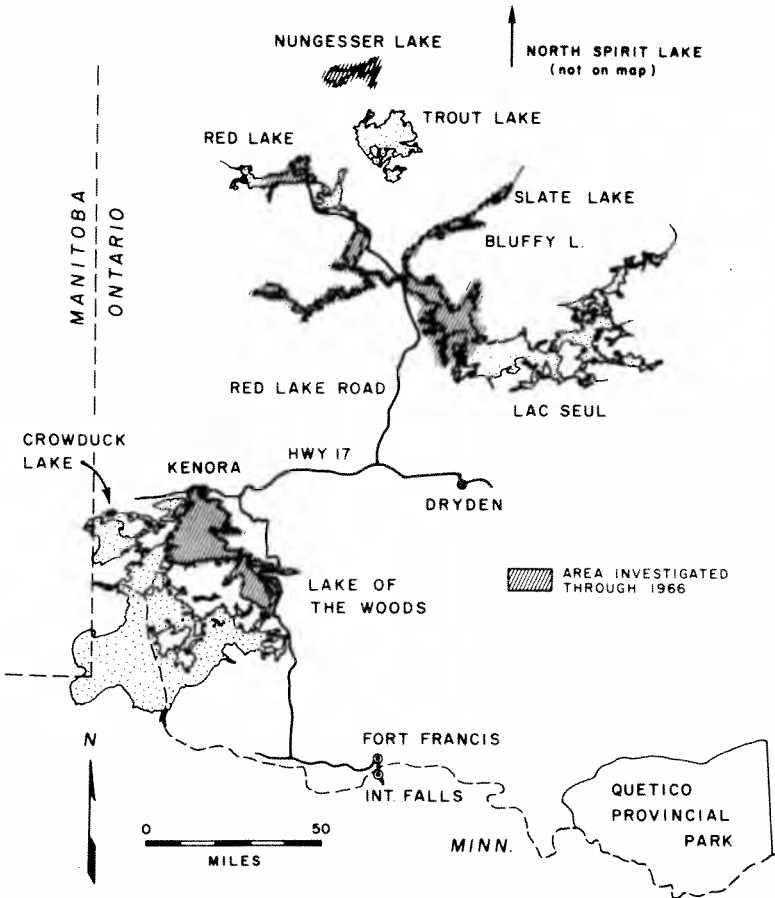 NUNGESSER LAKE
NORTH SPIRIT LAKE
(not on map)
TROUT LAKE
RED LAKE
SLATE LAKE
BLUFFY L.
MANITOBA
ONTARIO
RED LAKE ROAD
LAC SEUL
CROWDUCK
LAKE
KENORA
HWY 17
DRYDEN
LAKE OF
THE WOODS
AREA INVESTIGATED
THROUGH 1966
N
FORT FRANCIS
INT. FALLS
QUETICO
PROVINCIAL
PARK
0 50
MILES
MINN.